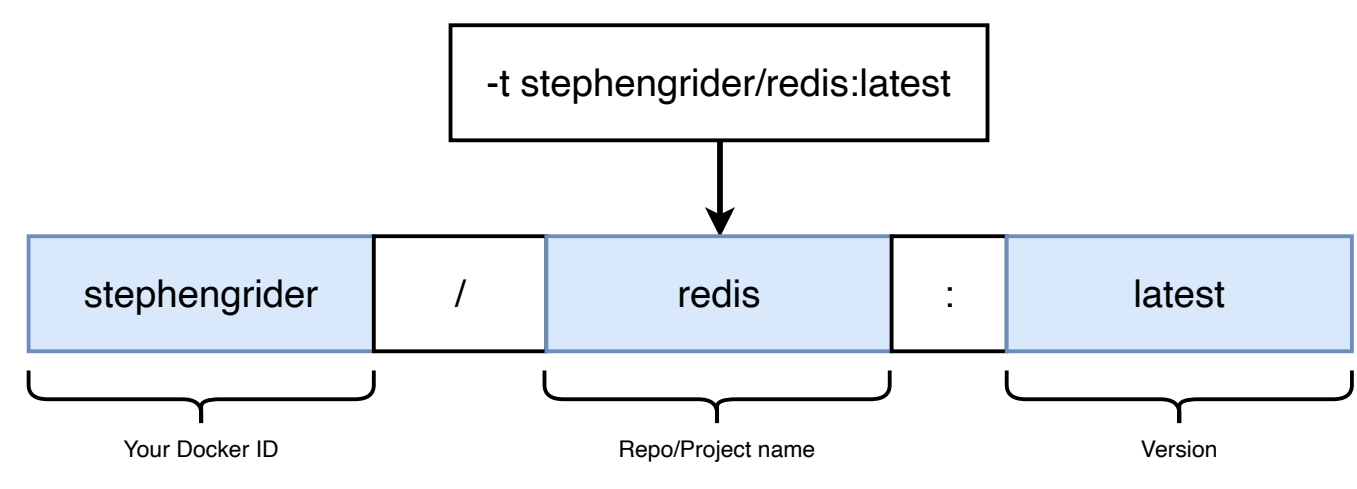 -t stephengrider/redis:latest
stephengrider / redis : latest
Your Docker ID Repo/Project name Version